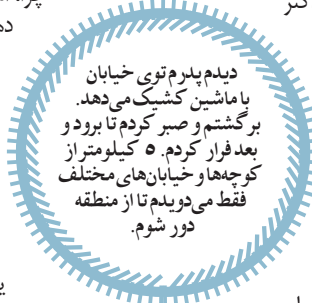 دیدم پدرم توی خیابان
با ماشین کشیک می‌دهد.
برگشتم و صبر کردم تا برود و
بعد فرار کردم. ۵ کیلومتر از
کوچه‌ها و خیابان‌های مختلف
فقط می‌دویدم تا از منطقه
دور شوم.